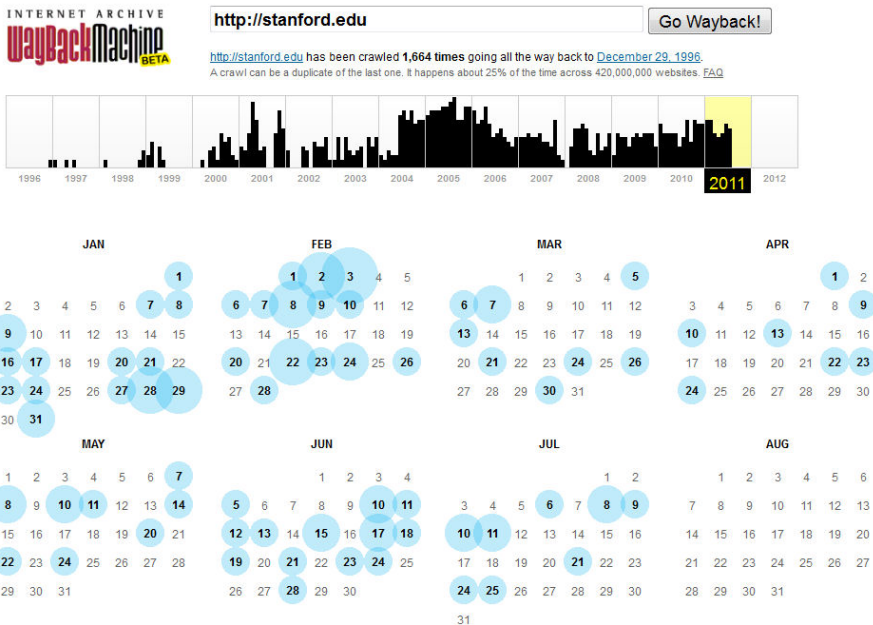 INTERNET ARCHIVE
WayBackMachine
BETA
http://stanford.edu
Go Wayback!
http://stanford.edu has been crawled 1,664 times going all the way back to December 29, 1996.
A crawl can be a duplicate of the last one. It happens about 25% of the time across 420,000,000 websites. FAQ
1996 1997 1998 1999 2000 2001 2002 2003 2004 2005 2006 2007 2008 2009 2010 2011 2012
JAN
1
2 3 4 5 6 7 8
9 10 11 12 13 14 15
16 17 18 19 20 21 22
23 24 25 26 27 28 29
30 31
FEB
1 2 3 4 5
6 7 8 9 10 11 12
13 14 15 16 17 18 19
20 21 22 23 24 25 26
27 28
MAR
1 2 3 4 5
6 7 8 9 10 11 12
13 14 15 16 17 18 19
20 21 22 23 24 25 26
27 28 29 30 31
APR
1 2
3 4 5 6 7 8 9
10 11 12 13 14 15 16
17 18 19 20 21 22 23
24 25 26 27 28 29 30
MAY
1 2 3 4 5 6 7
8 9 10 11 12 13 14
15 16 17 18 19 20 21
22 23 24 25 26 27 28
29 30 31
JUN
1 2 3 4
5 6 7 8 9 10 11
12 13 14 15 16 17 18
19 20 21 22 23 24 25
26 27 28 29 30
JUL
1 2
3 4 5 6 7 8 9
10 11 12 13 14 15 16
17 18 19 20 21 22 23
24 25 26 27 28 29 30
31
AUG
1 2 3 4 5 6
7 8 9 10 11 12 13
14 15 16 17 18 19 20
21 22 23 24 25 26 27
28 29 30 31